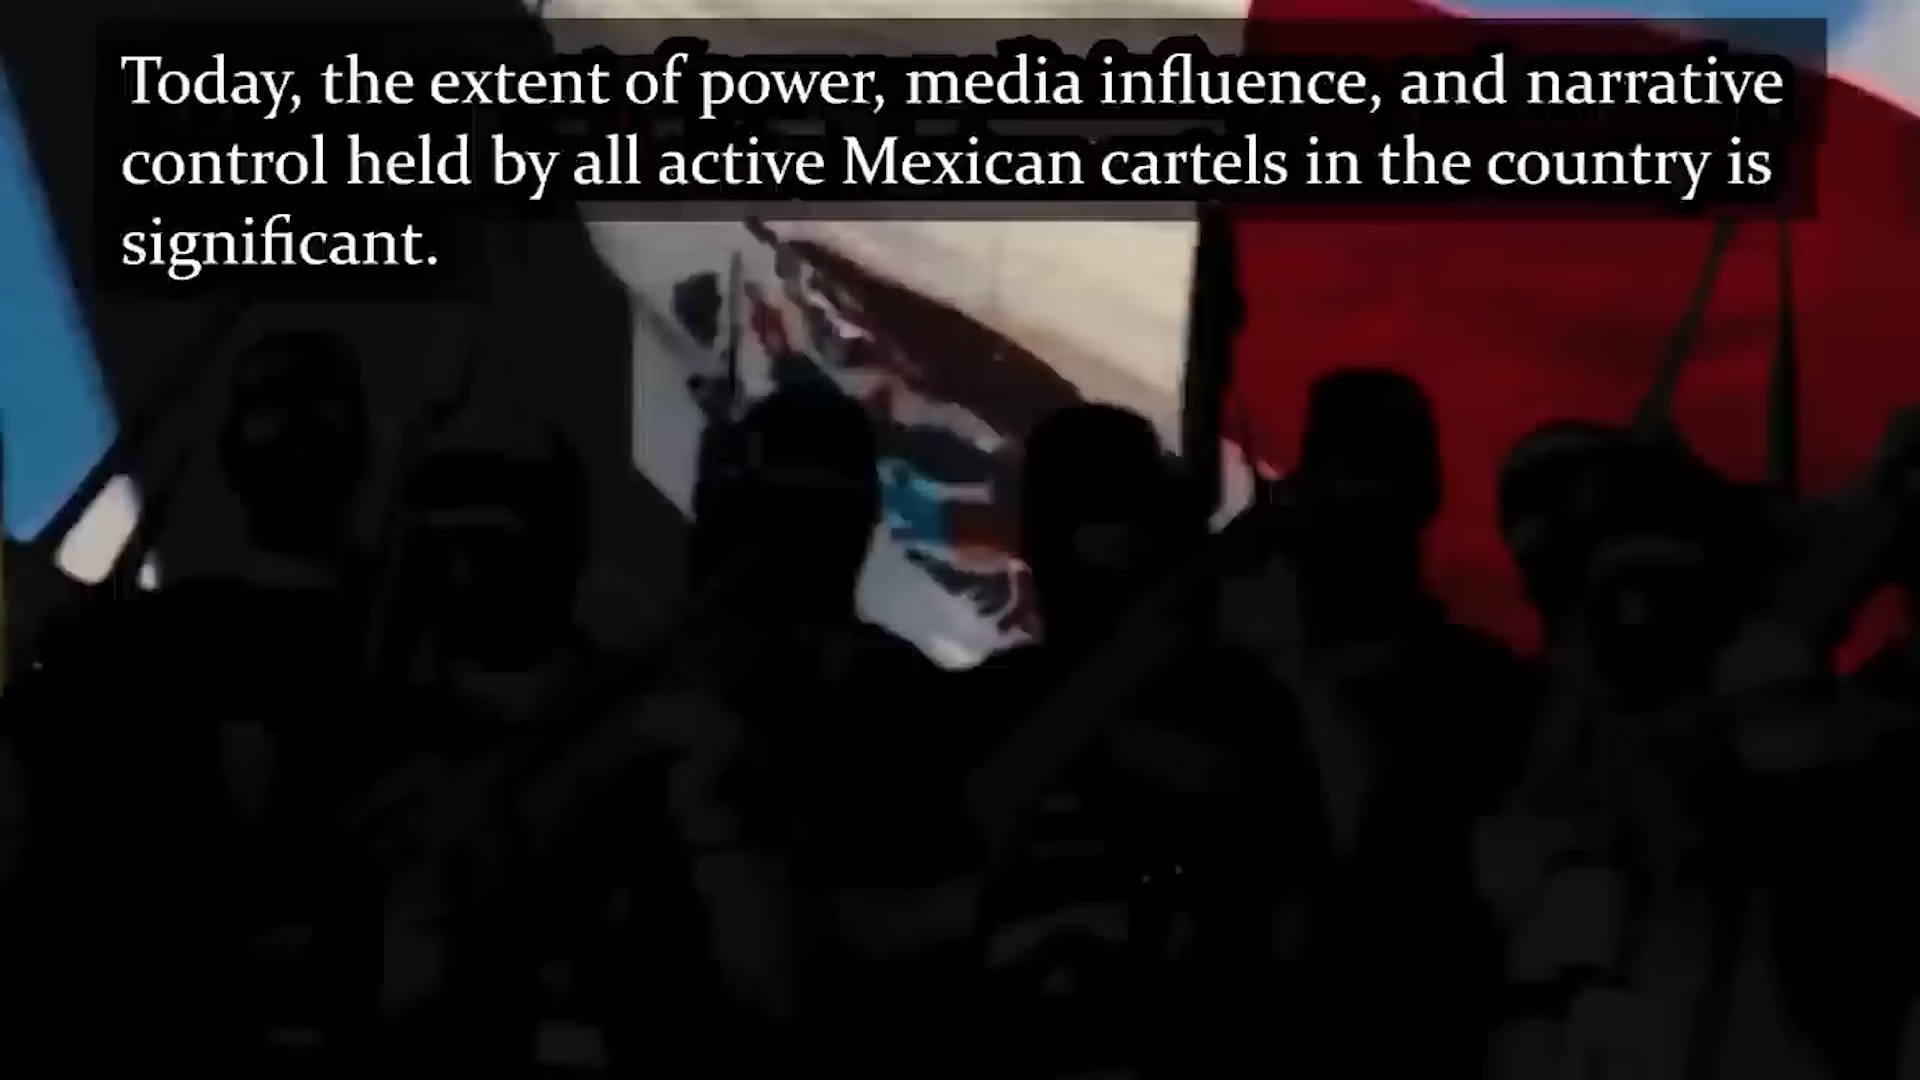 Today, the extent of power, media influence, and narrative
control held by all active Mexican cartels in the country is
significant.